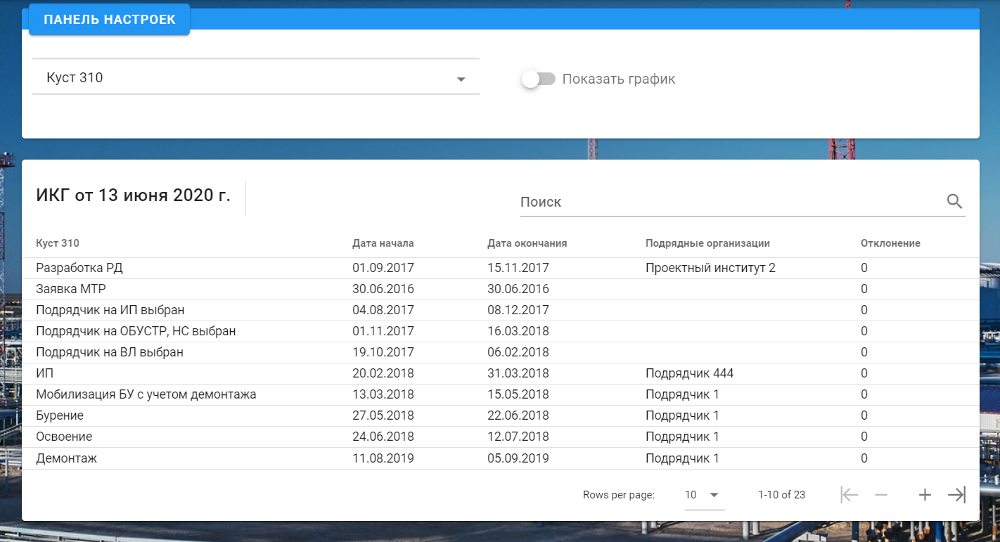 ПАНЕЛЬ НАСТРОЕК
Куст 310
Показать график
ИКГ от 13 июня 2020 г.
Поиск
Куст 310 Дата начала Дата окончания Подрядные организации Отклонение
Разработка РД 01.09.2017 15.11.2017 Проектный институт 2 0
Заявка МТР 30.06.2016 30.06.2016 0
Подрядчик на ИП выбран 04.08.2017 08.12.2017 0
Подрядчик на ОБУСТР, НС выбран 01.11.2017 16.03.2018 0
Подрядчик на ВЛ выбран 19.10.2017 06.02.2018 0
ИП 20.02.2018 31.03.2018 Подрядчик 444 0
Мобилизация БУ с учетом демонтажа 13.03.2018 15.05.2018 Подрядчик 1 0
Бурение 27.05.2018 22.06.2018 Подрядчик 1 0
Освоение 24.06.2018 12.07.2018 Подрядчик 1 0
Демонтаж 11.08.2019 05.09.2019 Подрядчик 1 0
Rows per page: 10 1-10 of 23